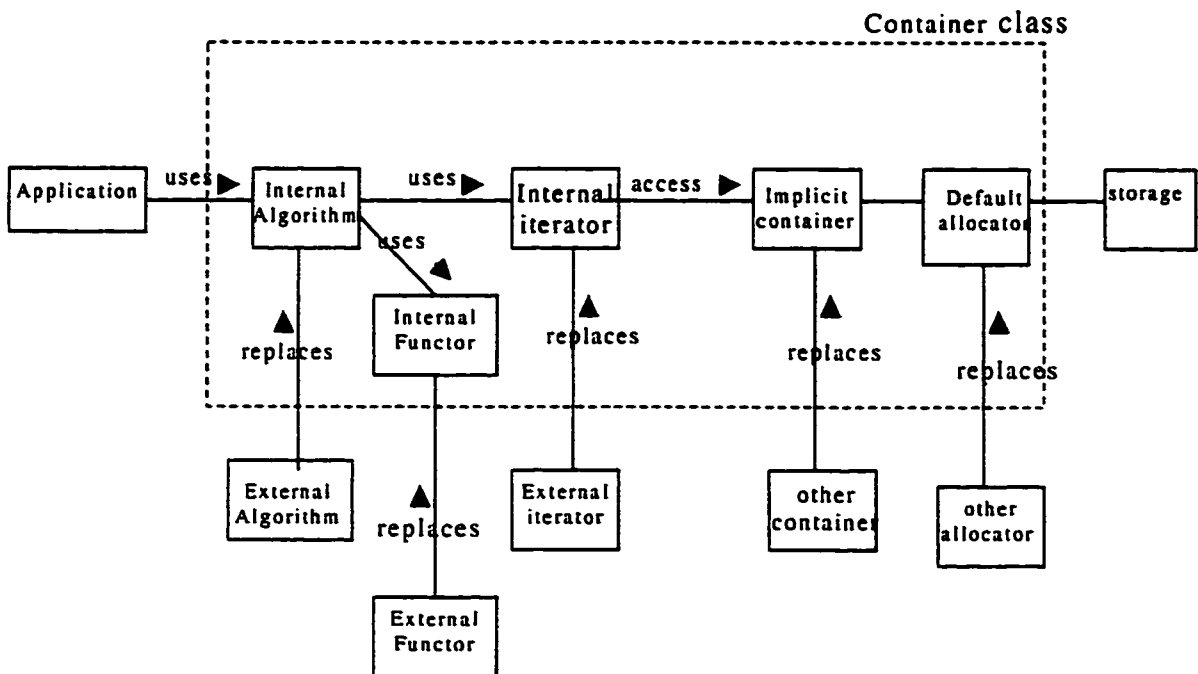 Container class
Application
uses
Internal
Algorithm
uses
Internal
iterator
access
Implicit
container
Default
allocator
storage
uses
Internal
Functor
replaces
replaces
replaces
replaces
External
Algorithm
replaces
External
iterator
other
container
other
allocator
External
Functor